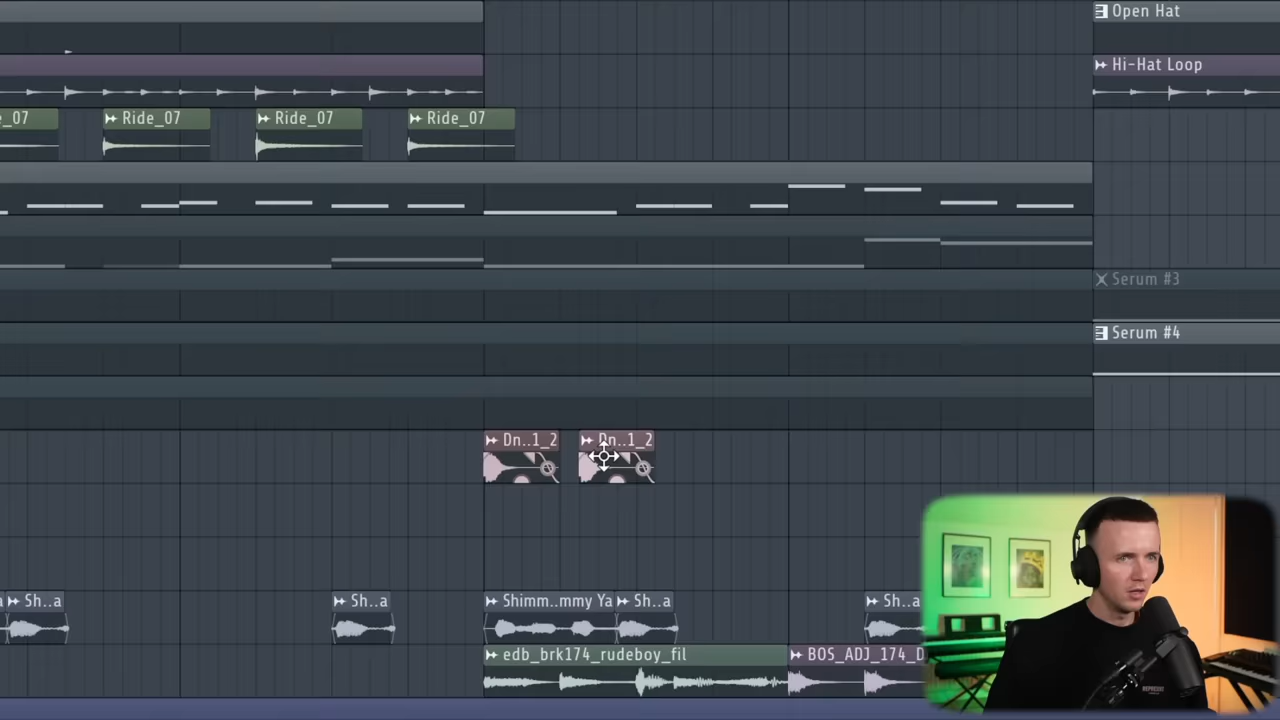 Open Hat
Hi-Hat Loop
e_07
Ride_07
Ride_07
Ride_07
Serum #3
Serum #4
Dn..1_2
Dn..1_2
Sh..a
Sh..a
Shimm..mmy Ya
Sh..a
Sh..a
edb_brk174_rudeboy_fil
BOS_ADJ_174_D